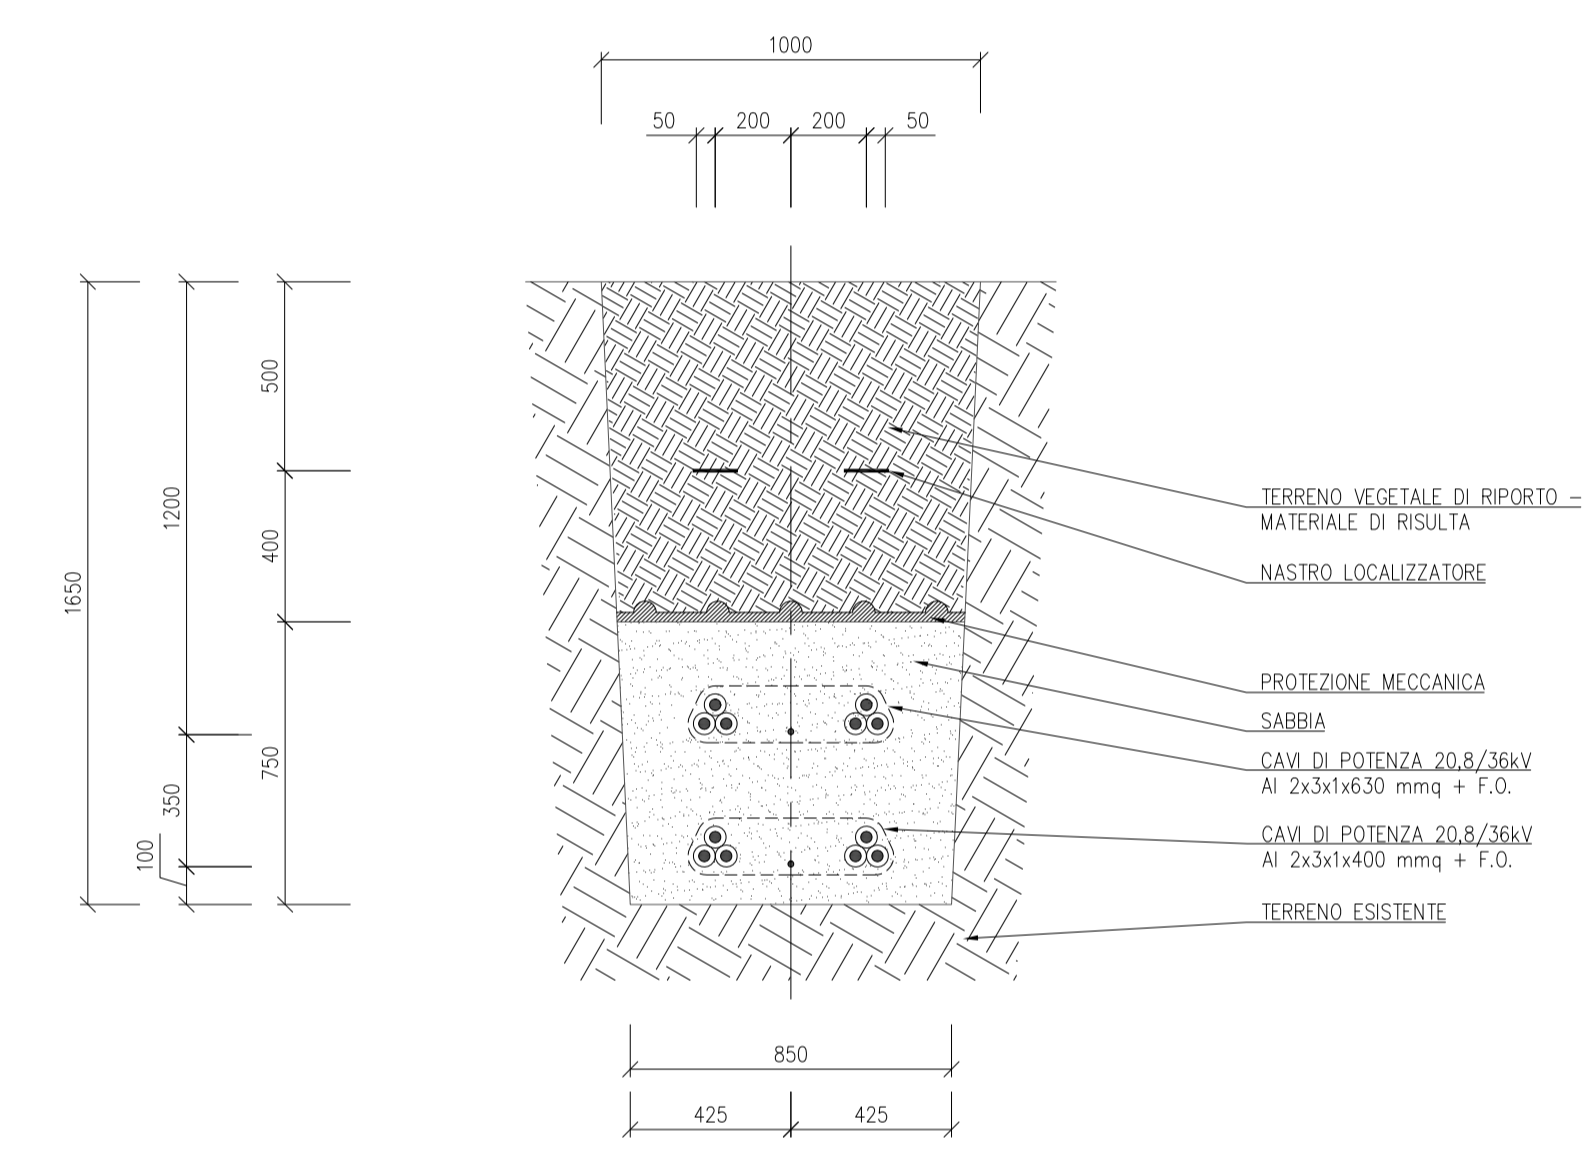 1000
50
200
200
50
1650
1200
350
100
500
400
750
TERRENO VEGETALE DI RIPORTO –
MATERIALE DI RISULTA
NASTRO LOCALIZZATORE
PROTEZIONE MECCANICA
SABBIA
CAVI DI POTENZA 20,8/36kV
Al 2x3x1x630 mmq + F.O.
CAVI DI POTENZA 20,8/36kV
Al 2x3x1x400 mmq + F.O.
TERRENO ESISTENTE
850
425
425